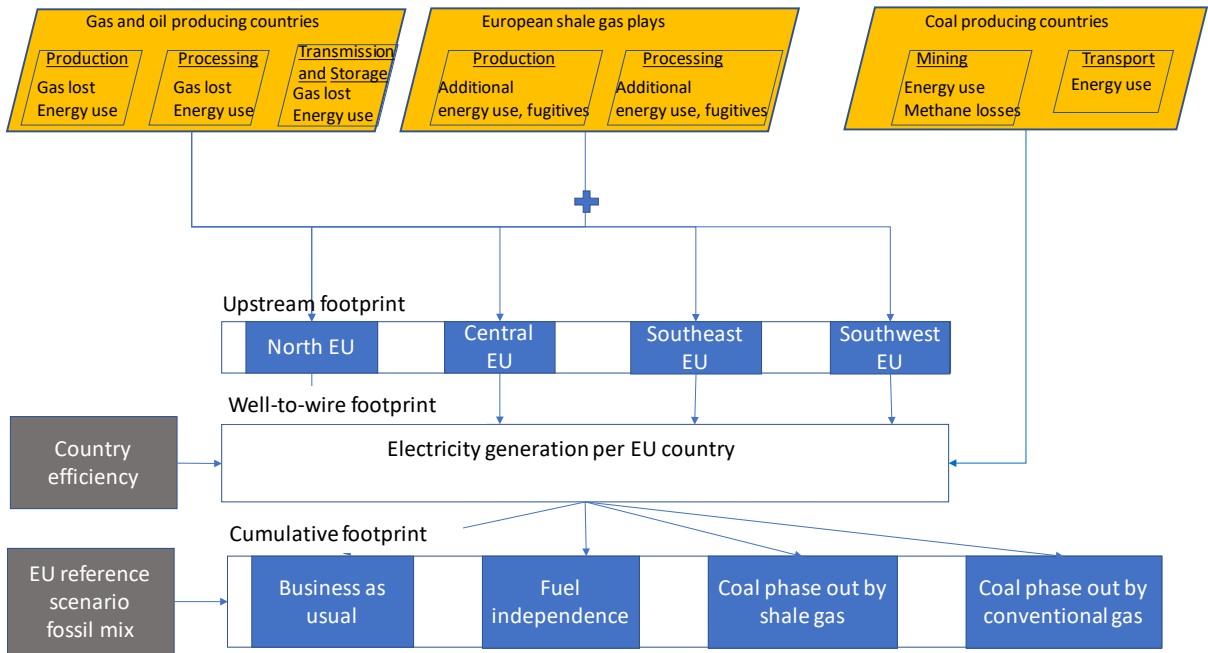 Gas and oil producing countries
Production
Gas lost
Energy use
Processing
Gas lost
Energy use
Transmission
and Storage
Gas lost
Energy use
European shale gas plays
Production
Additional
energy use, fugitives
Processing
Additional
energy use, fugitives
Coal producing countries
Mining
Energy use
Methane losses
Transport
Energy use
Upstream footprint
North EU
Central
EU
Southeast
EU
Southwest
EU
Well-to-wire footprint
Country
efficiency
Electricity generation per EU country
Cumulative footprint
EU reference
scenario
fossil mix
Business as
usual
Fuel
independence
Coal phase out by
shale gas
Coal phase out by
conventional gas